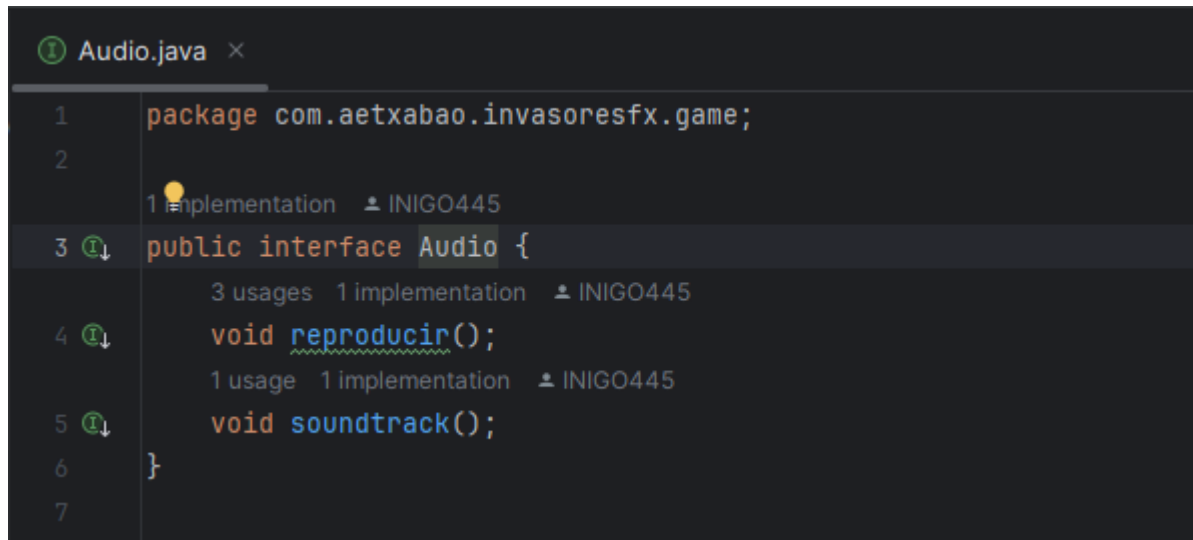 Audio.java
1 package com.aetxabao.invasoresfx.game;
2
1 implementation INIGO445
3 public interface Audio {
3 usages 1 implementation INIGO445
4 void reproducir();
1 usage 1 implementation INIGO445
5 void soundtrack();
6 }
7